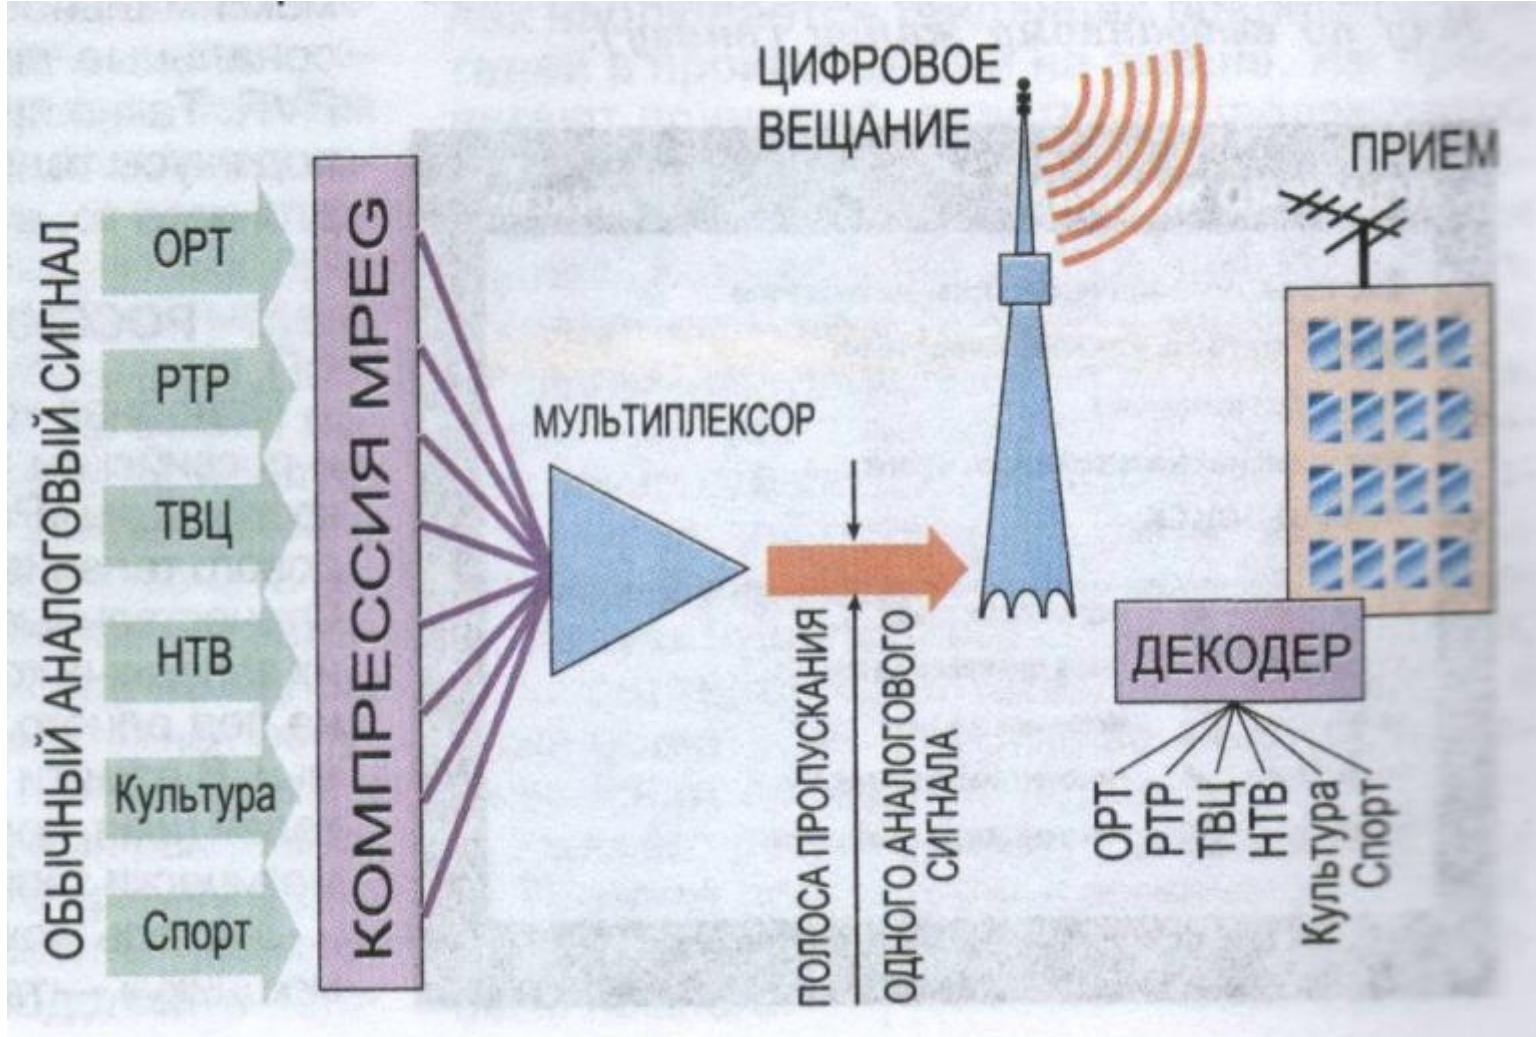 ОБЫЧНЫЙ АНАЛОГОВЫЙ СИГНАЛ
ОРТ
РТР
ТВЦ
НТВ
Культура
Спорт
КОМПРЕССИЯ MPEG
МУЛЬТИПЛЕКСОР
ПОЛОСА ПРОПУСКАНИЯ
ОДНОГО АНАЛОГОВОГО
СИГНАЛА
ЦИФРОВОЕ
ВЕЩАНИЕ
ПРИЕМ
ДЕКОДЕР
ОРТ
РТР
ТВЦ
НТВ
Культура
Спорт